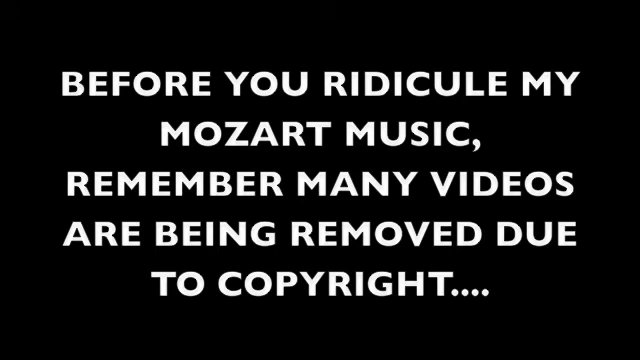 BEFORE YOU RIDICULE MY
MOZART MUSIC,
REMEMBER MANY VIDEOS
ARE BEING REMOVED DUE
TO COPYRIGHT....